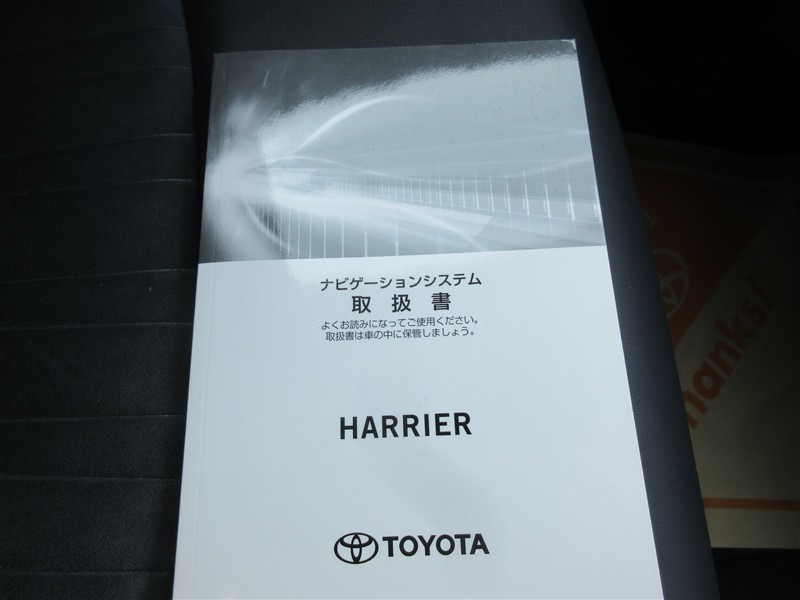 ナビゲーションシステム
取扱書
よくお読みになってご使用ください。
取扱書は車の中に保管しましょう。
HARRIER
TOYOTA
hanks!